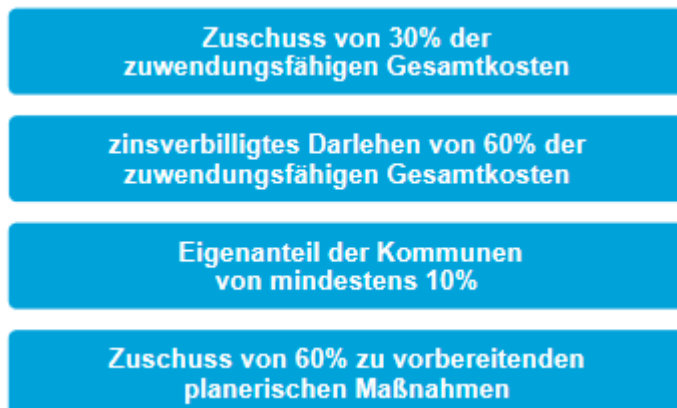 Zuschuss von 30% der
zuwendungsfähigen Gesamtkosten
zinsverbilligtes Darlehen von 60% der
zuwendungsfähigen Gesamtkosten
Eigenanteil der Kommunen
von mindestens 10%
Zuschuss von 60% zu vorbereitenden
planerischen Maßnahmen